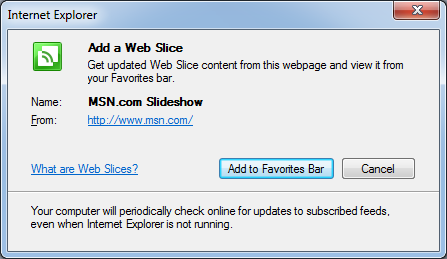 Internet Explorer
Add a Web Slice
Get updated Web Slice content from this webpage and view it from
your Favorites bar.
Name: MSN.com Slideshow
From: http://www.msn.com/
What are Web Slices? Add to Favorites Bar Cancel
Your computer will periodically check online for updates to subscribed feeds,
even when Internet Explorer is not running.